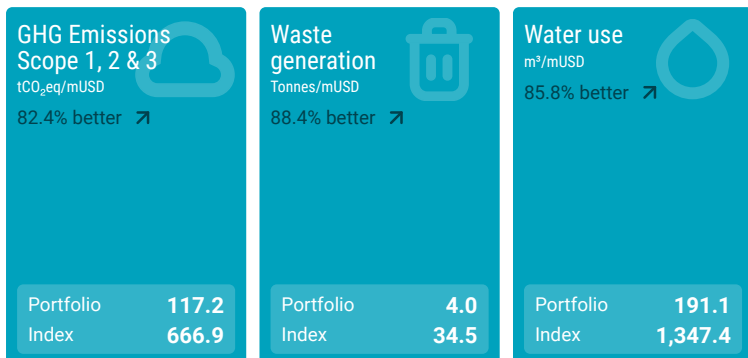 GHG Emissions
Scope 1, 2 & 3
tCO₂eq/mUSD
82.4% better
Portfolio 117.2
Index 666.9
Waste
generation
Tonnes/mUSD
88.4% better
Portfolio 4.0
Index 34.5
Water use
m³/mUSD
85.8% better
Portfolio 191.1
Index 1,347.4